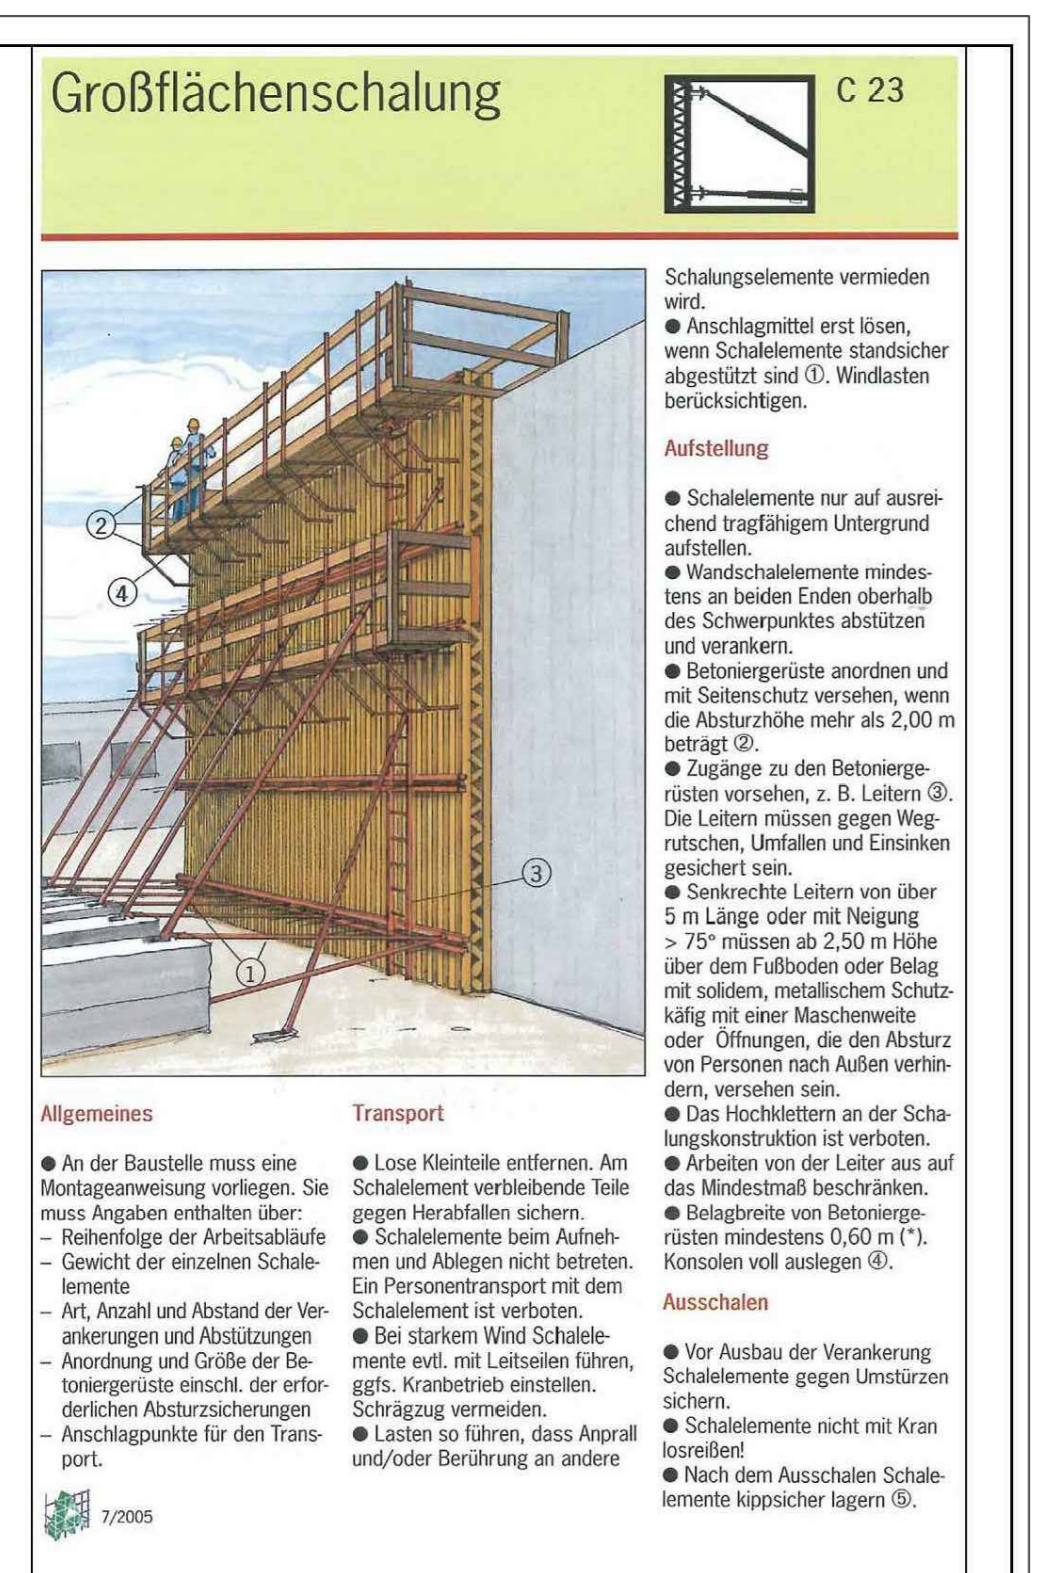 Großflächenschalung
C 23
②
④
③
①
Allgemeines
● An der Baustelle muss eine
Montageanweisung vorliegen. Sie
muss Angaben enthalten über:
– Reihenfolge der Arbeitsabläufe
– Gewicht der einzelnen Schale-
lemente
– Art, Anzahl und Abstand der Ver-
ankerungen und Abstützungen
– Anordnung und Größe der Be-
toniergerüste einschl. der erfor-
derlichen Absturzsicherungen
– Anschlagpunkte für den Trans-
port.
Transport
● Lose Kleinteile entfernen. Am
Schalelement verbleibende Teile
gegen Herabfallen sichern.
● Schalelemente beim Aufneh-
men und Ablegen nicht betreten.
Ein Personentransport mit dem
Schalelement ist verboten.
● Bei starkem Wind Schalele-
mente evtl. mit Leitseilen führen,
ggfs. Kranbetrieb einstellen.
Schrägzug vermeiden.
● Lasten so führen, dass Anprall
und/oder Berührung an andere
Schalungselemente vermieden
wird.
● Anschlagmittel erst lösen,
wenn Schalelemente standsicher
abgestützt sind ①. Windlasten
berücksichtigen.
Aufstellung
● Schalelemente nur auf ausrei-
chend tragfähigem Untergrund
aufstellen.
● Wandschalelemente mindes-
tens an beiden Enden oberhalb
des Schwerpunktes abstützen
und verankern.
● Betoniergerüste anordnen und
mit Seitenschutz versehen, wenn
die Absturzhöhe mehr als 2,00 m
beträgt ②.
● Zugänge zu den Betonierge-
rüsten vorsehen, z. B. Leitern ③.
Die Leitern müssen gegen Weg-
rutschen, Umfallen und Einsinken
gesichert sein.
● Senkrechte Leitern von über
5 m Länge oder mit Neigung
> 75° müssen ab 2,50 m Höhe
über dem Fußboden oder Belag
mit solidem, metallischem Schutz-
käfig mit einer Maschenweite
oder Öffnungen, die den Absturz
von Personen nach Außen verhin-
dern, versehen sein.
● Das Hochklettern an der Scha-
lungskonstruktion ist verboten.
● Arbeiten von der Leiter aus auf
das Mindestmaß beschränken.
● Belagbreite von Betonierge-
rüsten mindestens 0,60 m (*).
Konsolen voll auslegen ④.
Ausschalen
● Vor Ausbau der Verankerung
Schalelemente gegen Umstürzen
sichern.
● Schalelemente nicht mit Kran
losreißen!
● Nach dem Ausschalen Schale-
lemente kippsicher lagern ⑤.
7/2005